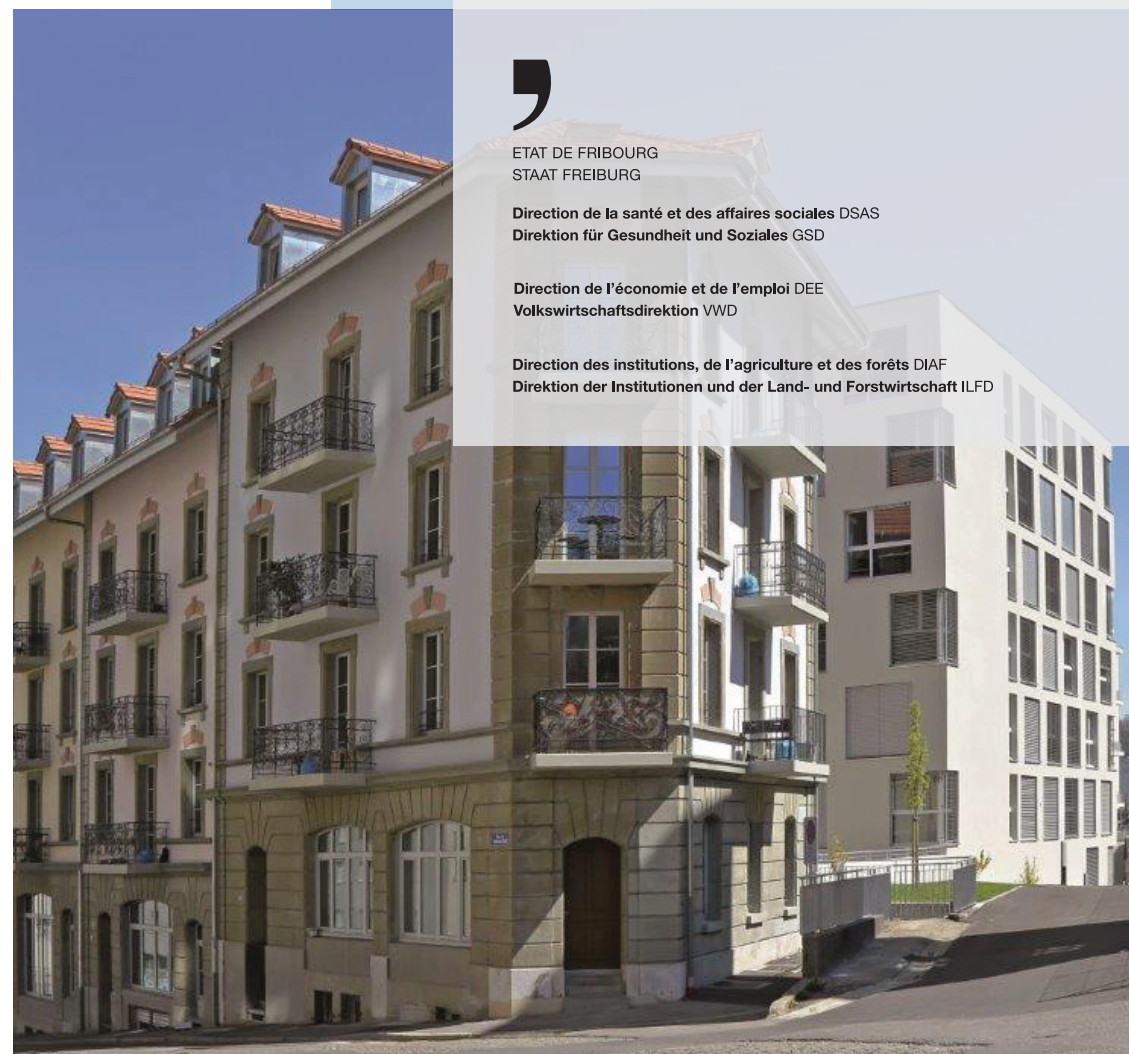 ETAT DE FRIBOURG
STAAT FREIBURG
Direction de la santé et des affaires sociales DSAS
Direktion für Gesundheit und Soziales GSD
Direction de l’économie et de l’emploi DEE
Volkswirtschaftsdirektion VWD
Direction des institutions, de l’agriculture et des forêts DIAF
Direktion der Institutionen und der Land- und Forstwirtschaft ILFD